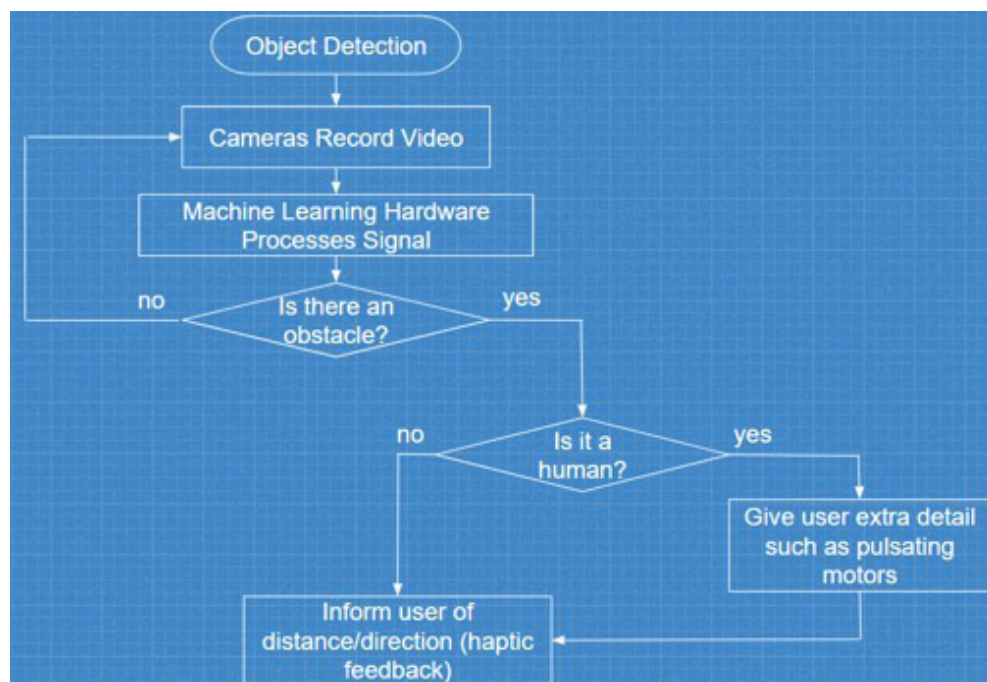 Object Detection
Cameras Record Video
Machine Learning Hardware
Processes Signal
no
Is there an
obstacle?
yes
no
Is it a
human?
yes
Give user extra detail
such as pulsating
motors
Inform user of
distance/direction (haptic
feedback)